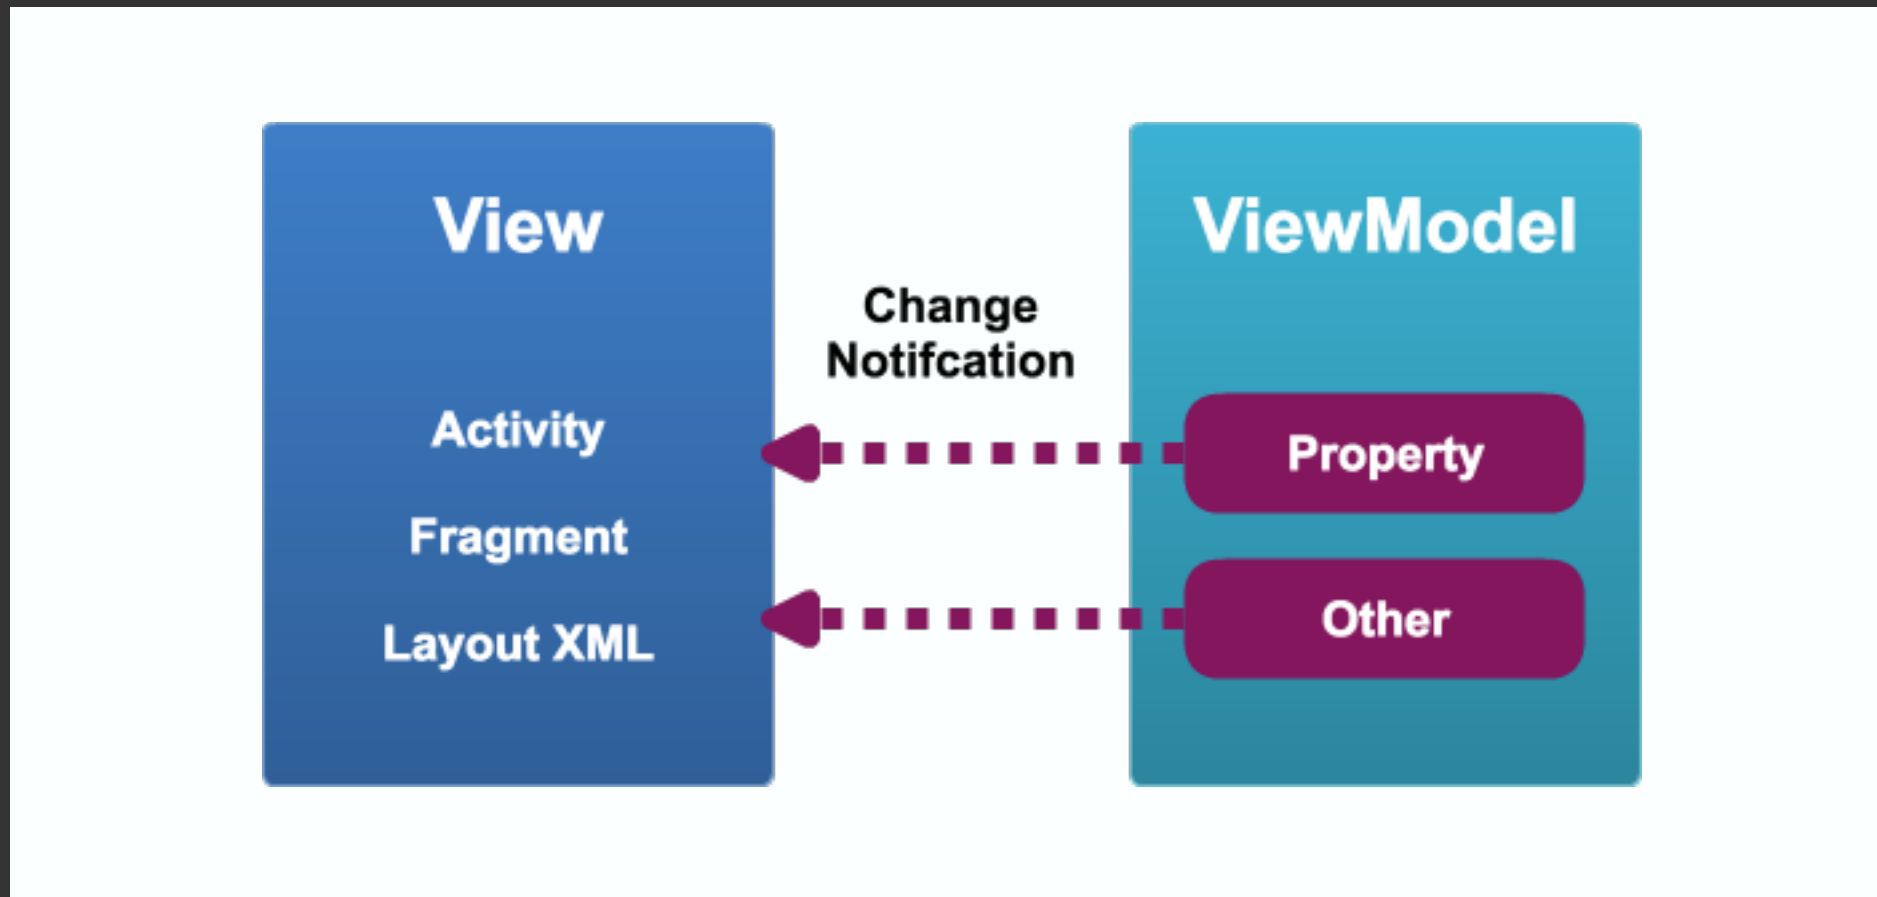 View
Activity
Fragment
Layout XML
Change
Notifcation
ViewModel
Property
Other